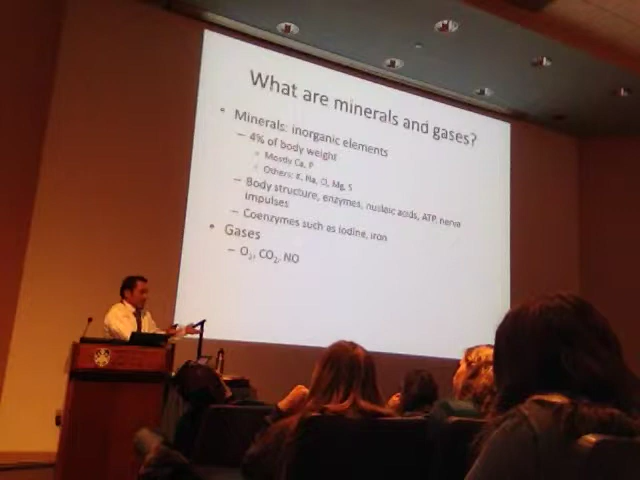 What are minerals and gases?
• Minerals: inorganic elements
– 4% of body weight
• Mostly Ca, P
• Others: K, Na, Cl, Mg, S
– Body structure, enzymes, nucleic acids, ATP, nerve
impulses
– Coenzymes such as iodine, iron
• Gases
– O₂, CO₂, NO